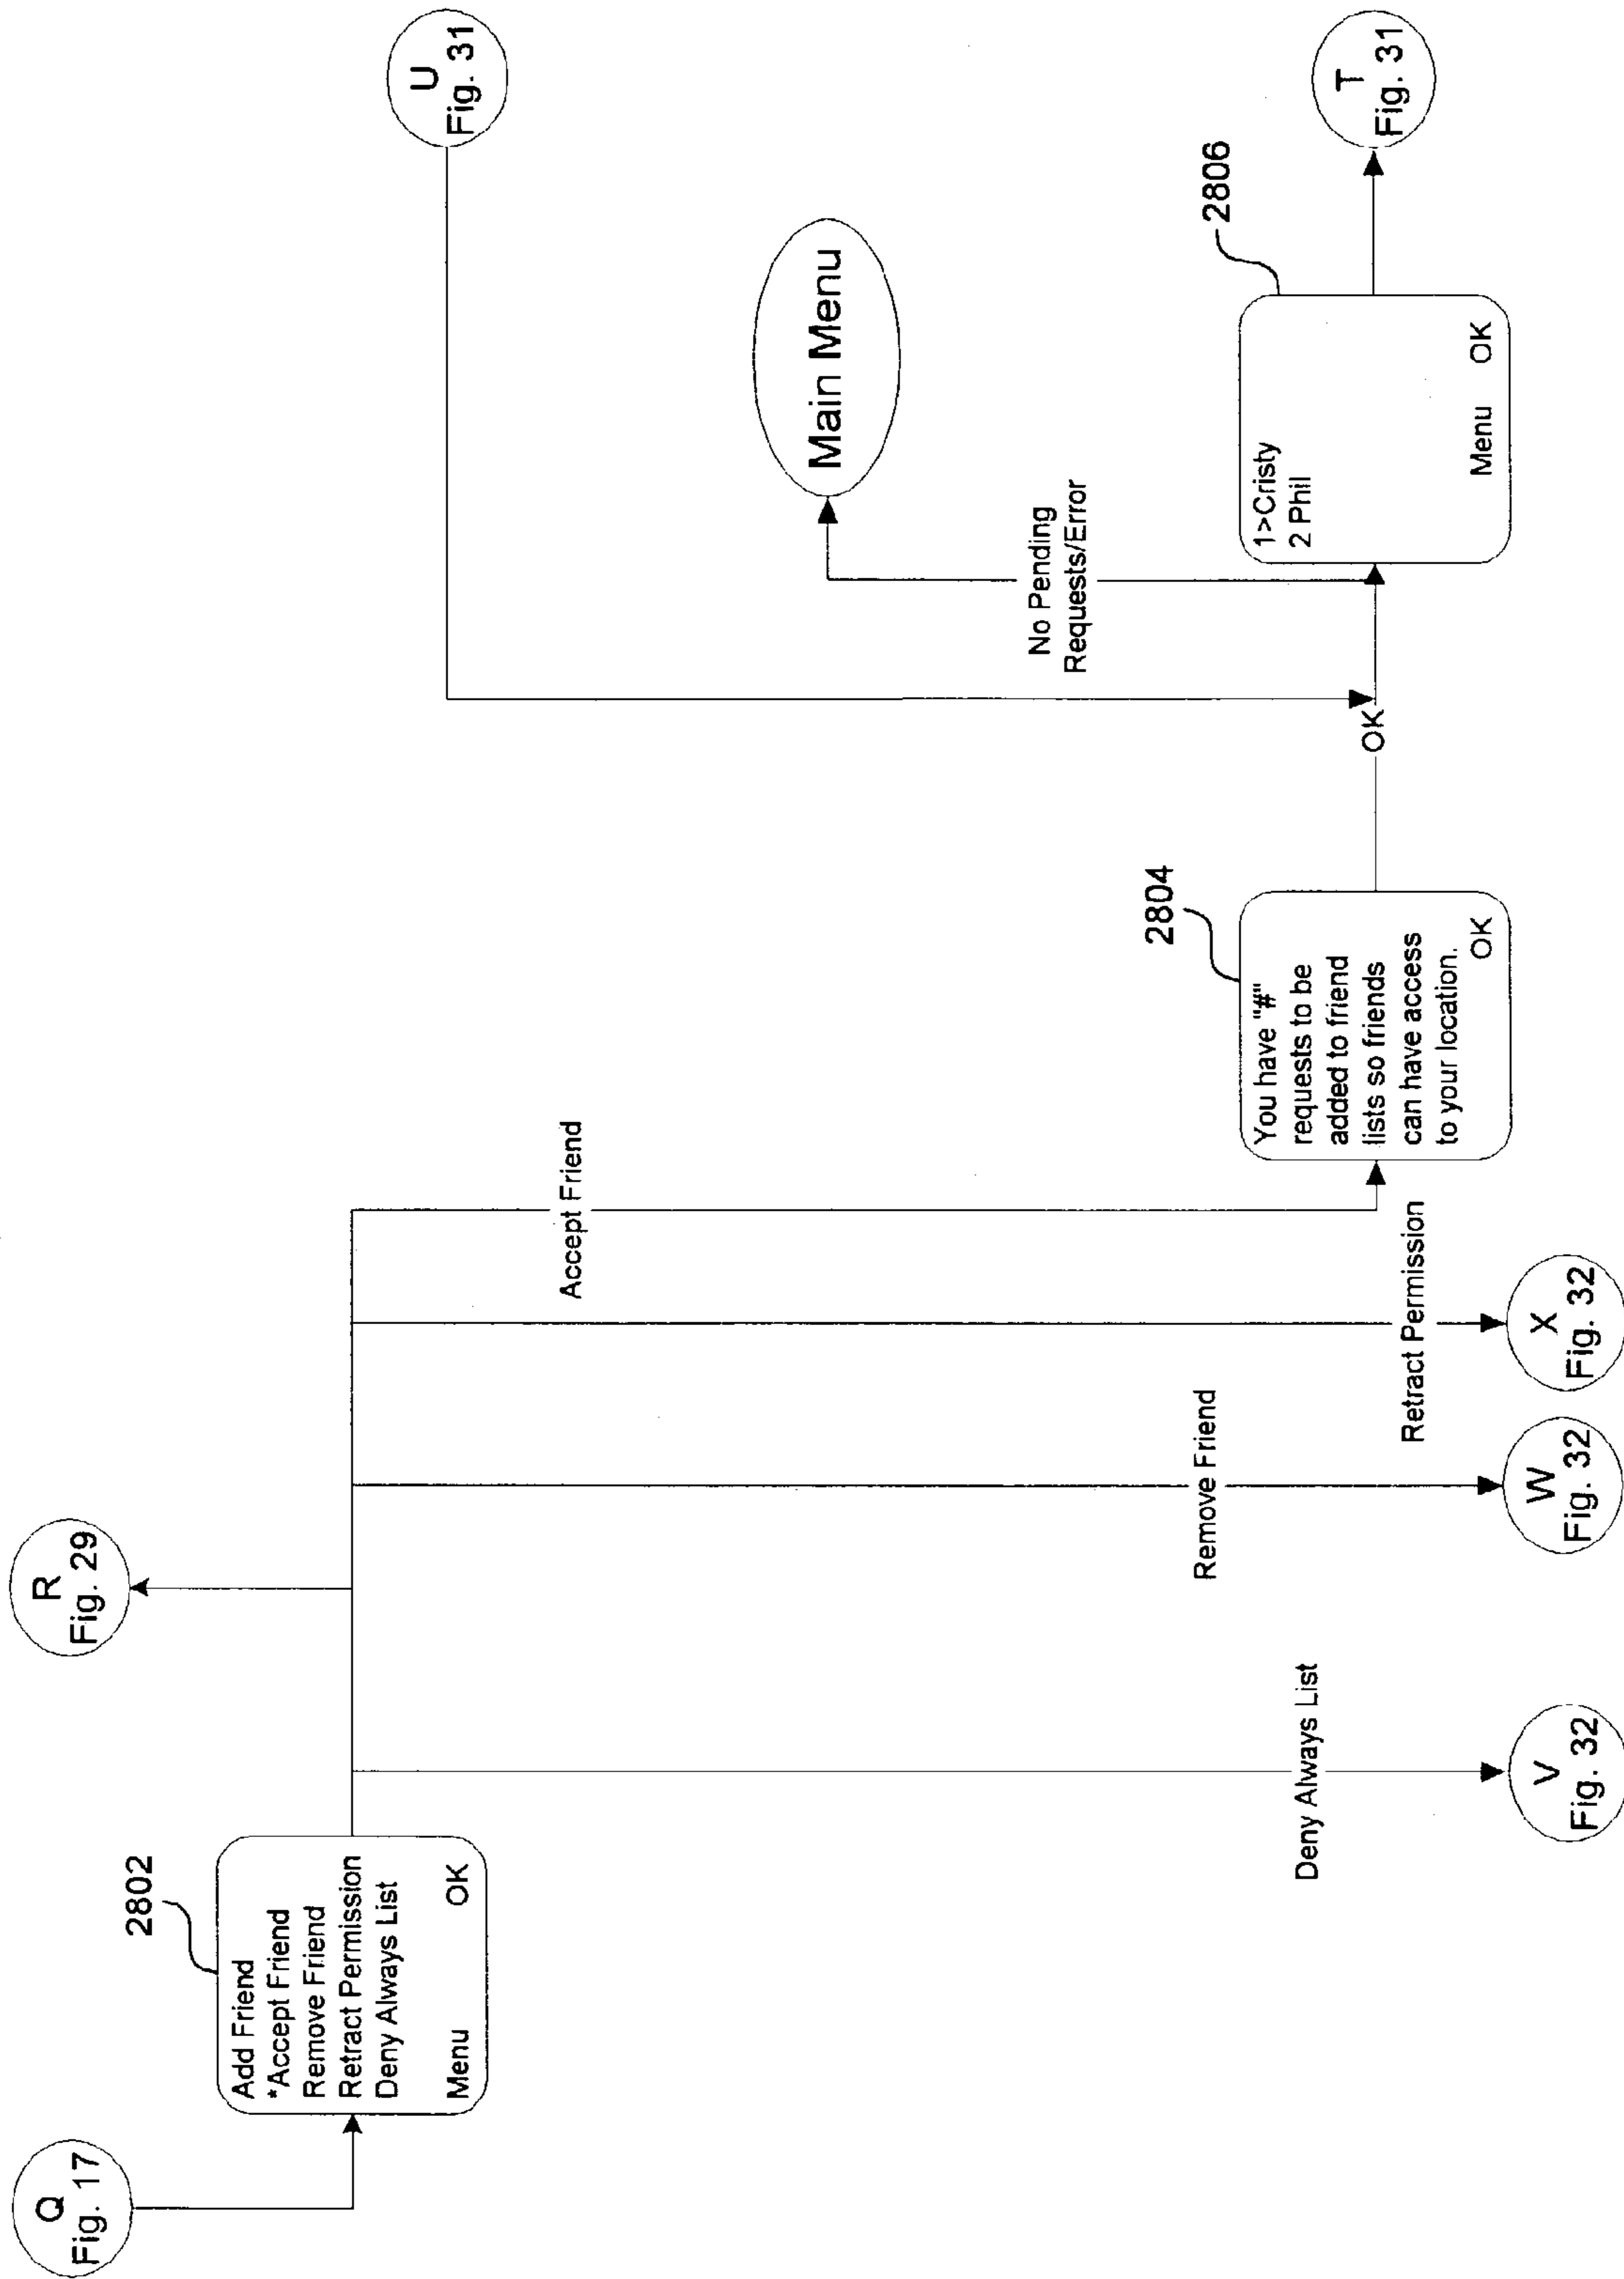 Q
Fig. 17
R
Fig. 29
U
Fig. 31
2802
Add Friend
*Accept Friend
Remove Friend
Retract Permission
Deny Always List
Menu OK
Accept Friend
Main Menu
No Pending
Requests/Error
Remove Friend
Deny Always List
Retract Permission
2804
You have "#"
requests to be
added to friend
lists so friends
can have access
to your location.
OK
OK
2806
1>Cristy
2 Phil
Menu OK
T
Fig. 31
V
Fig. 32
W
Fig. 32
X
Fig. 32